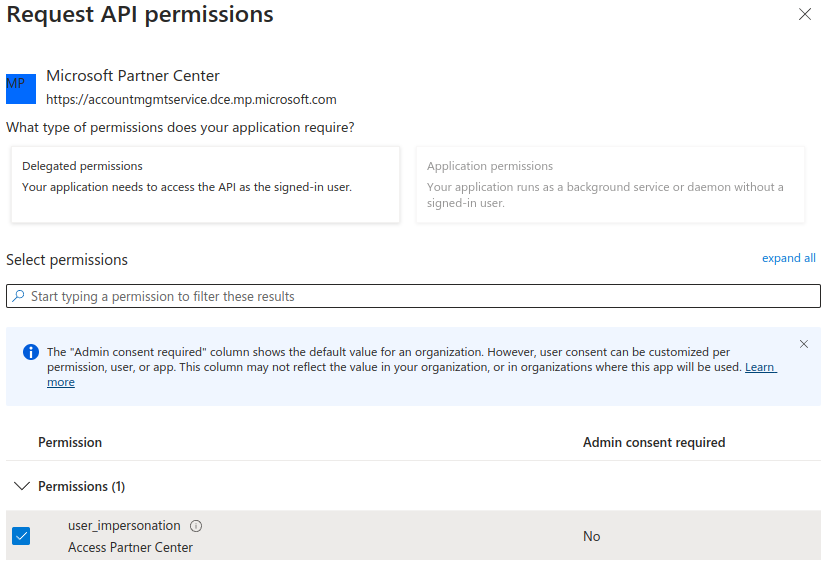 Request API permissions
MP
Microsoft Partner Center
https://accountmgmtservice.dce.mp.microsoft.com
What type of permissions does your application require?
Delegated permissions
Your application needs to access the API as the signed-in user.
Application permissions
Your application runs as a background service or daemon without a
signed-in user.
Select permissions
expand all
Start typing a permission to filter these results
The "Admin consent required" column shows the default value for an organization. However, user consent can be customized per
permission, user, or app. This column may not reflect the value in your organization, or in organizations where this app will be used. Learn
more
Permission
Admin consent required
Permissions (1)
user_impersonation
Access Partner Center
No